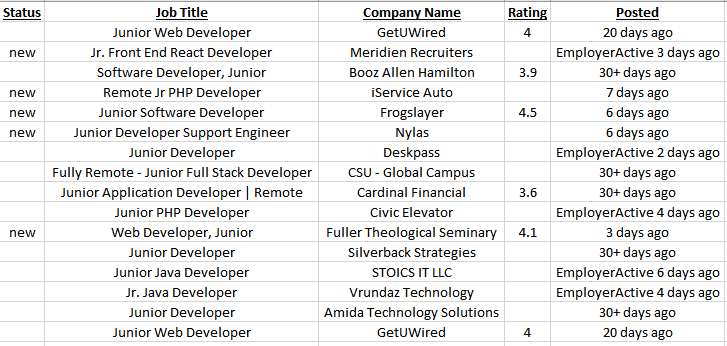 Status Job Title Company Name Rating Posted
Junior Web Developer GetUWired 4 20 days ago
new Jr. Front End React Developer Meridien Recruiters EmployerActive 3 days ago
Software Developer, Junior Booz Allen Hamilton 3.9 30+ days ago
new Remote Jr PHP Developer iService Auto 7 days ago
new Junior Software Developer Frogslayer 4.5 6 days ago
new Junior Developer Support Engineer Nylas 6 days ago
Junior Developer Deskpass EmployerActive 2 days ago
Fully Remote - Junior Full Stack Developer CSU - Global Campus 30+ days ago
Junior Application Developer | Remote Cardinal Financial 3.6 30+ days ago
Junior PHP Developer Civic Elevator EmployerActive 4 days ago
new Web Developer, Junior Fuller Theological Seminary 4.1 3 days ago
Junior Developer Silverback Strategies 30+ days ago
Junior Java Developer STOICS IT LLC EmployerActive 6 days ago
Jr. Java Developer Vrundaz Technology EmployerActive 4 days ago
Junior Developer Amida Technology Solutions 30+ days ago
Junior Web Developer GetUWired 4 20 days ago